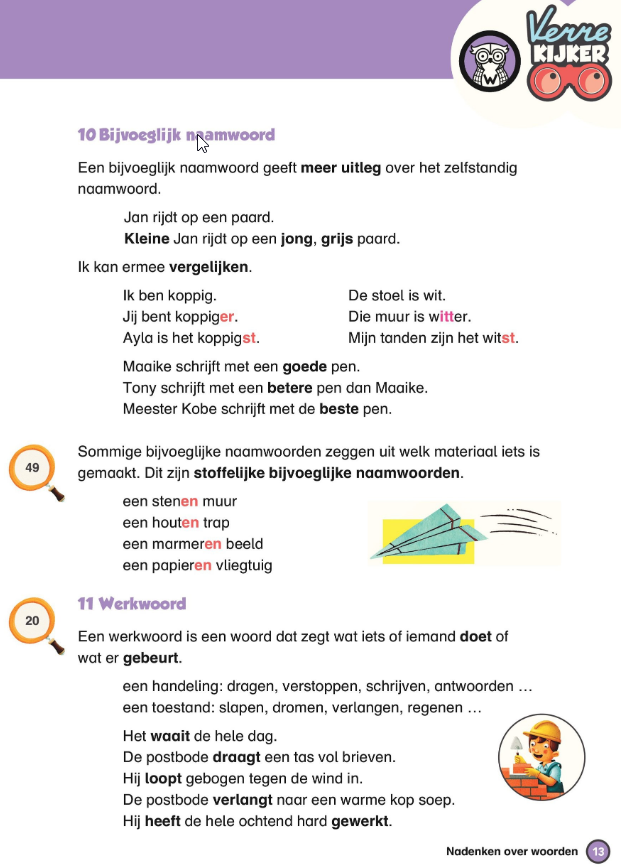 Verre
KIJKER
W
10 Bijvoeglijk naamwoord
Een bijvoeglijk naamwoord geeft meer uitleg over het zelfstandig
naamwoord.
Jan rijdt op een paard.
Kleine Jan rijdt op een jong, grijs paard.
Ik kan ermee vergelijken.
Ik ben koppig.
Jij bent koppiger.
Ayla is het koppigst.
De stoel is wit.
Die muur is witter.
Mijn tanden zijn het witst.
Maaike schrijft met een goede pen.
Tony schrijft met een betere pen dan Maaike.
Meester Kobe schrijft met de beste pen.
49
Sommige bijvoeglijke naamwoorden zeggen uit welk materiaal iets is
gemaakt. Dit zijn stoffelijke bijvoeglijke naamwoorden.
een stenen muur
een houten trap
een marmeren beeld
een papieren vliegtuig
20
11 Werkwoord
Een werkwoord is een woord dat zegt wat iets of iemand doet of
wat er gebeurt.
een handeling: dragen, verstoppen, schrijven, antwoorden …
een toestand: slapen, dromen, verlangen, regenen …
Het waait de hele dag.
De postbode draagt een tas vol brieven.
Hij loopt gebogen tegen de wind in.
De postbode verlangt naar een warme kop soep.
Hij heeft de hele ochtend hard gewerkt.
Nadenken over woorden 13